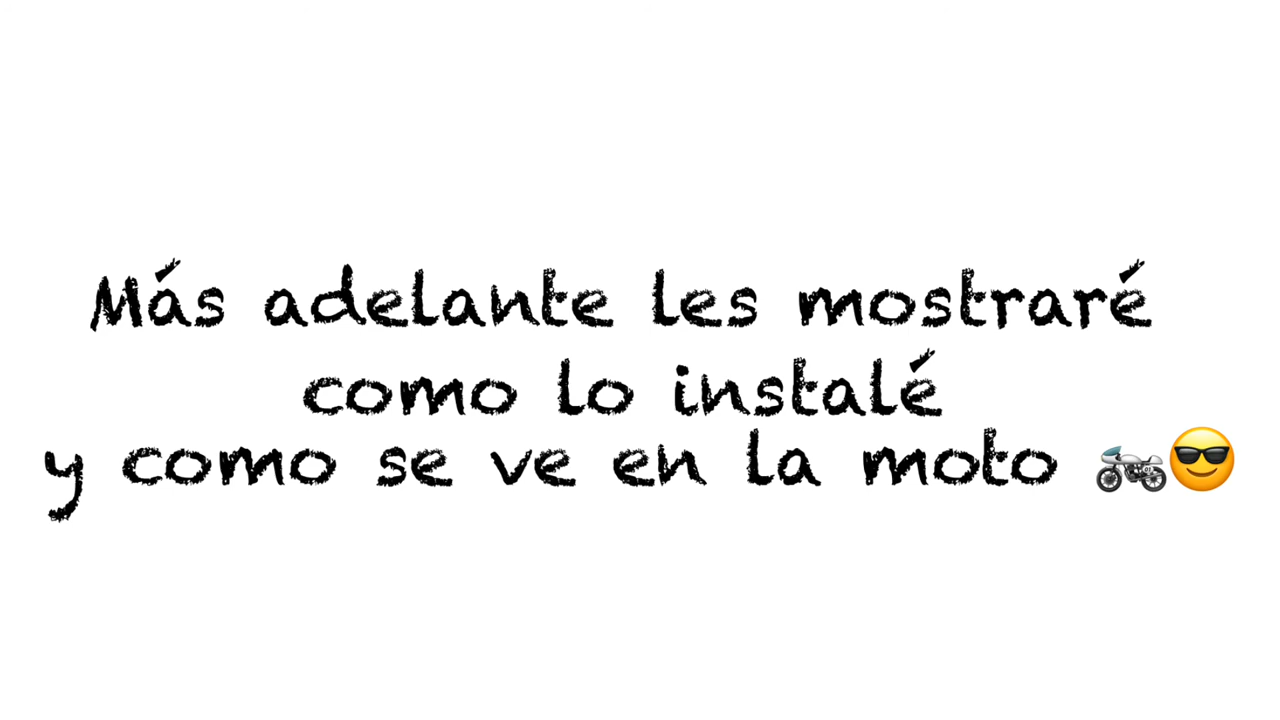 Más adelante les mostraré
como lo instalé
y como se ve en la moto 🏍️😎